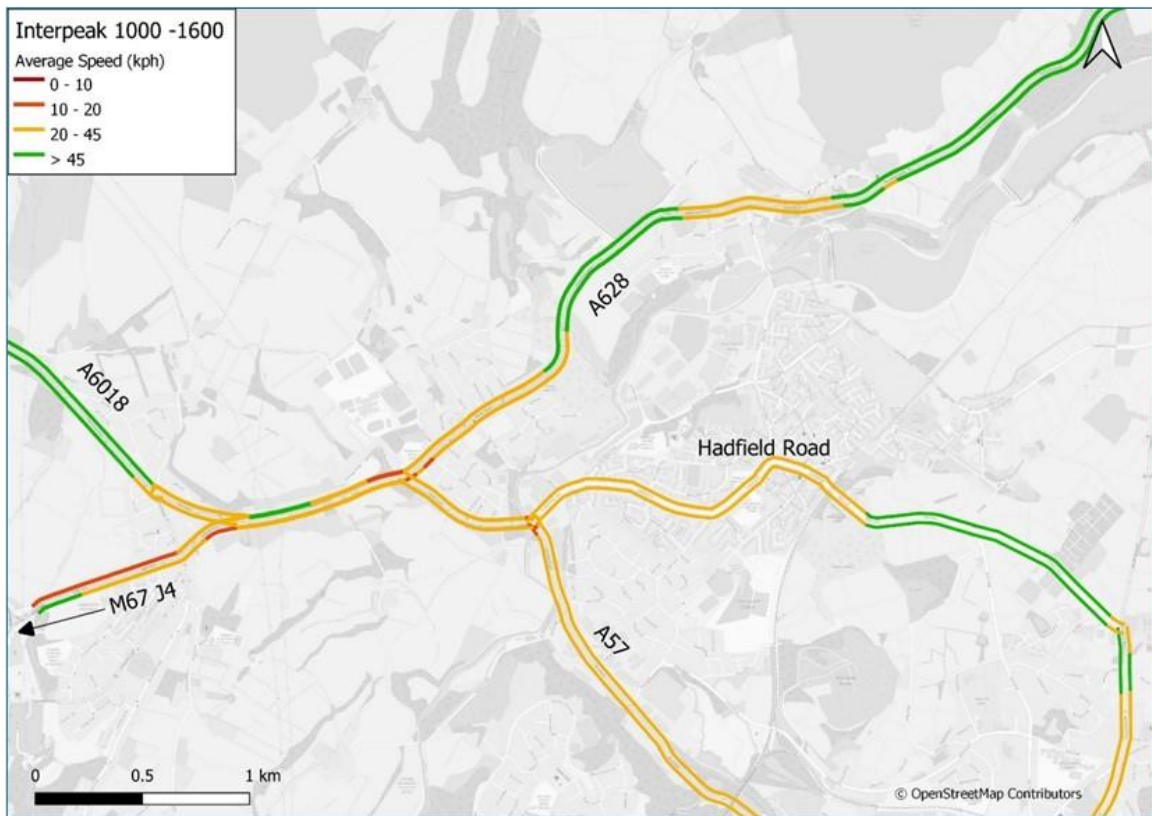 Interpeak 1000 -1600
Average Speed (kph)
0 - 10
10 - 20
20 - 45
> 45
A628
A6018
Hadfield Road
M67 J4
A57
0 0.5 1 km
© OpenStreetMap Contributors